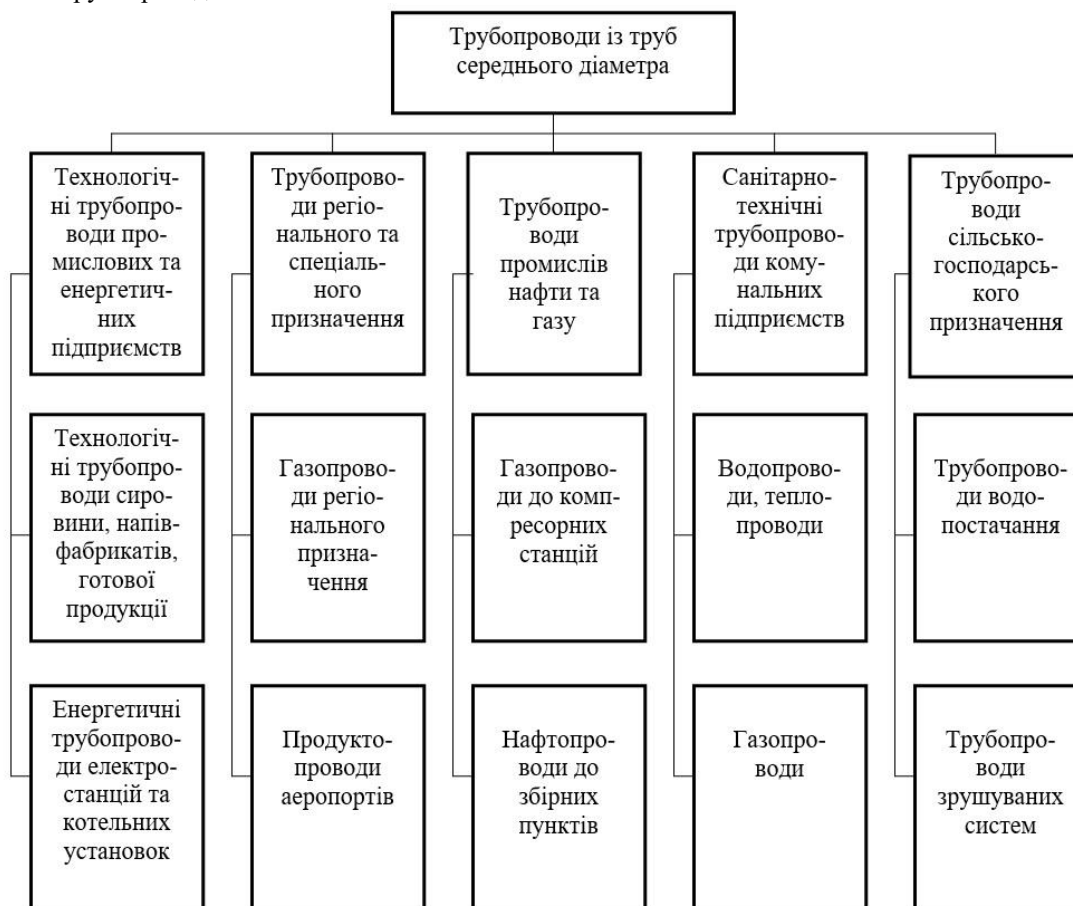 Трубопроводи із труб
середнього діаметра
Технологіч-
ні трубопро-
води про-
мислових та
енергетич-
них
підприємств
Трубопрово-
ди регіо-
нального та
спеціаль-
ного
призначення
Трубопро-
води
промислів
нафти та
газу
Санітарно-
технічні
трубопрово-
ди кому-
нальних
підприємств
Трубопро-
води
сільсько-
господарсь-
кого
призначення
Технологіч-
ні трубопро-
води сиро-
вини, напів-
фабрикатів,
готової
продукції
Газопрово-
ди регіо-
нального
призна-
чення
Газопрово-
ди до комп-
ресорних
станцій
Водопрово-
ди, тепло-
проводи
Трубопрово-
ди водо-
постачання
Енергетичні
трубопрово-
ди електро-
станцій та
котельних
установок
Продукто-
проводи
аеропортів
Нафтопро-
води до
збірних
пунктів
Газопро-
води
Трубопро-
води
зрушуваних
систем